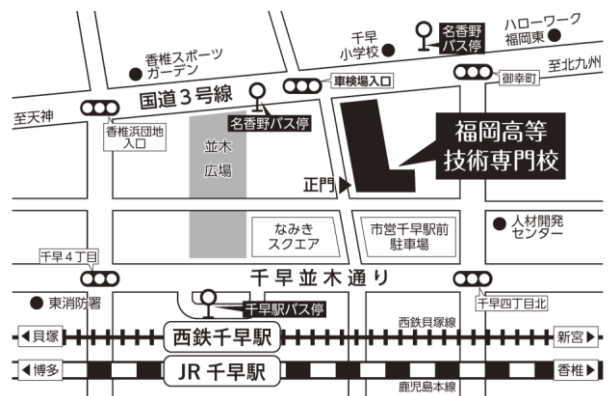 名香野
バス停
ハローワーク
福岡東
千早
小学校
香椎スポーツ
ガーデン
車検場入口
至北九州
国道3号線
御幸町
至天神
香椎浜団地
入口
名香野バス停
福岡高等
技術専門校
並木
広場
正門
人材開発
センター
なみき
スクエア
市営千早駅前
駐車場
千早4丁目
千早並木通り
東消防署
千早駅バス停
千早四丁目北
西鉄貝塚線
貝塚
西鉄千早駅
新宮
博多
JR 千早駅
香椎
鹿児島本線